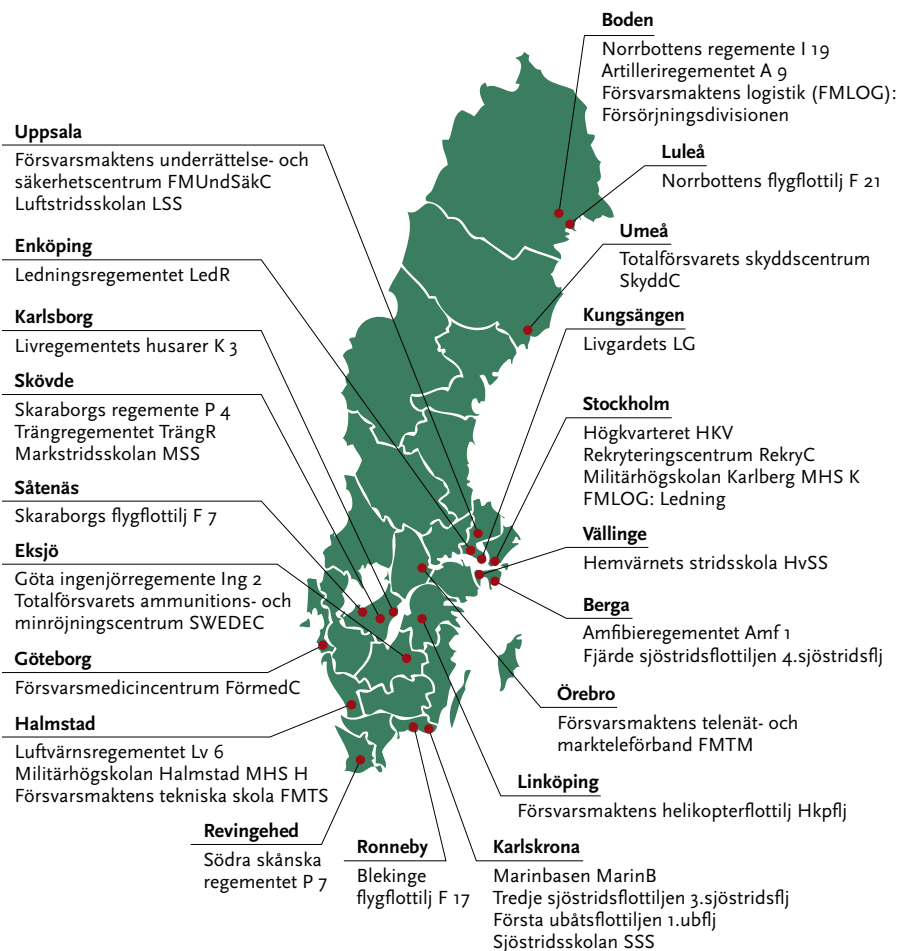 Boden
Norrbottens regemente I 19
Artilleriregementet A 9
Försvarsmaktens logistik (FMLOG):
Försörjningsdivisionen
Luleå
Norrbottens flygflottilj F 21
Umeå
Totalförsvarets skyddscentrum
SkyddC
Kungsängen
Livgardets LG
Stockholm
Högkvarteret HKV
Rekryteringscentrum RekryC
Militärhögskolan Karlberg MHS K
FMLOG: Ledning
Vällinge
Hemvärnets stridsskola HvSS
Berga
Amfibieregementet Amf 1
Fjärde sjöstridsflottiljen 4.sjöstridsflj
Örebro
Försvarsmaktens telenät- och
markteleförband FMTM
Linköping
Försvarsmaktens helikopterflottilj Hkpflj
Uppsala
Försvarsmaktens underrättelse- och
säkerhetscentrum FMUndSäkC
Luftstridsskolan LSS
Enköping
Ledningsregementet LedR
Karlsborg
Livregementets husarer K 3
Skövde
Skaraborgs regemente P 4
Trängregementet TrängR
Markstridsskolan MSS
Såtenäs
Skaraborgs flygflottilj F 7
Eksjö
Göta ingenjörregemente Ing 2
Totalförsvarets ammunitions- och
minröjningscentrum SWEDEC
Göteborg
Försvarsmedicincentrum FörmedC
Halmstad
Luftvärnsregementet Lv 6
Militärhögskolan Halmstad MHS H
Försvarsmaktens tekniska skola FMTS
Revingehed
Södra skånska
regementet P 7
Ronneby
Blekinge
flygflottilj F 17
Karlskrona
Marinbasen MarinB
Tredje sjöstridsflottiljen 3.sjöstridsflj
Första ubåtsflottiljen 1.ubflj
Sjöstridsskolan SSS